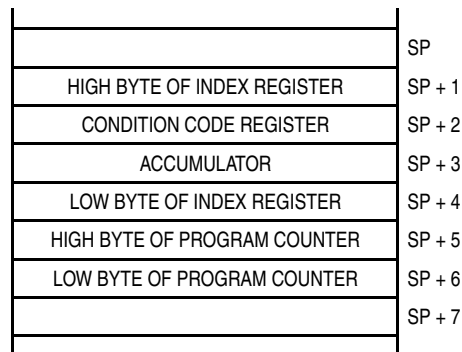 SP
HIGH BYTE OF INDEX REGISTER SP + 1
CONDITION CODE REGISTER SP + 2
ACCUMULATOR SP + 3
LOW BYTE OF INDEX REGISTER SP + 4
HIGH BYTE OF PROGRAM COUNTER SP + 5
LOW BYTE OF PROGRAM COUNTER SP + 6
SP + 7